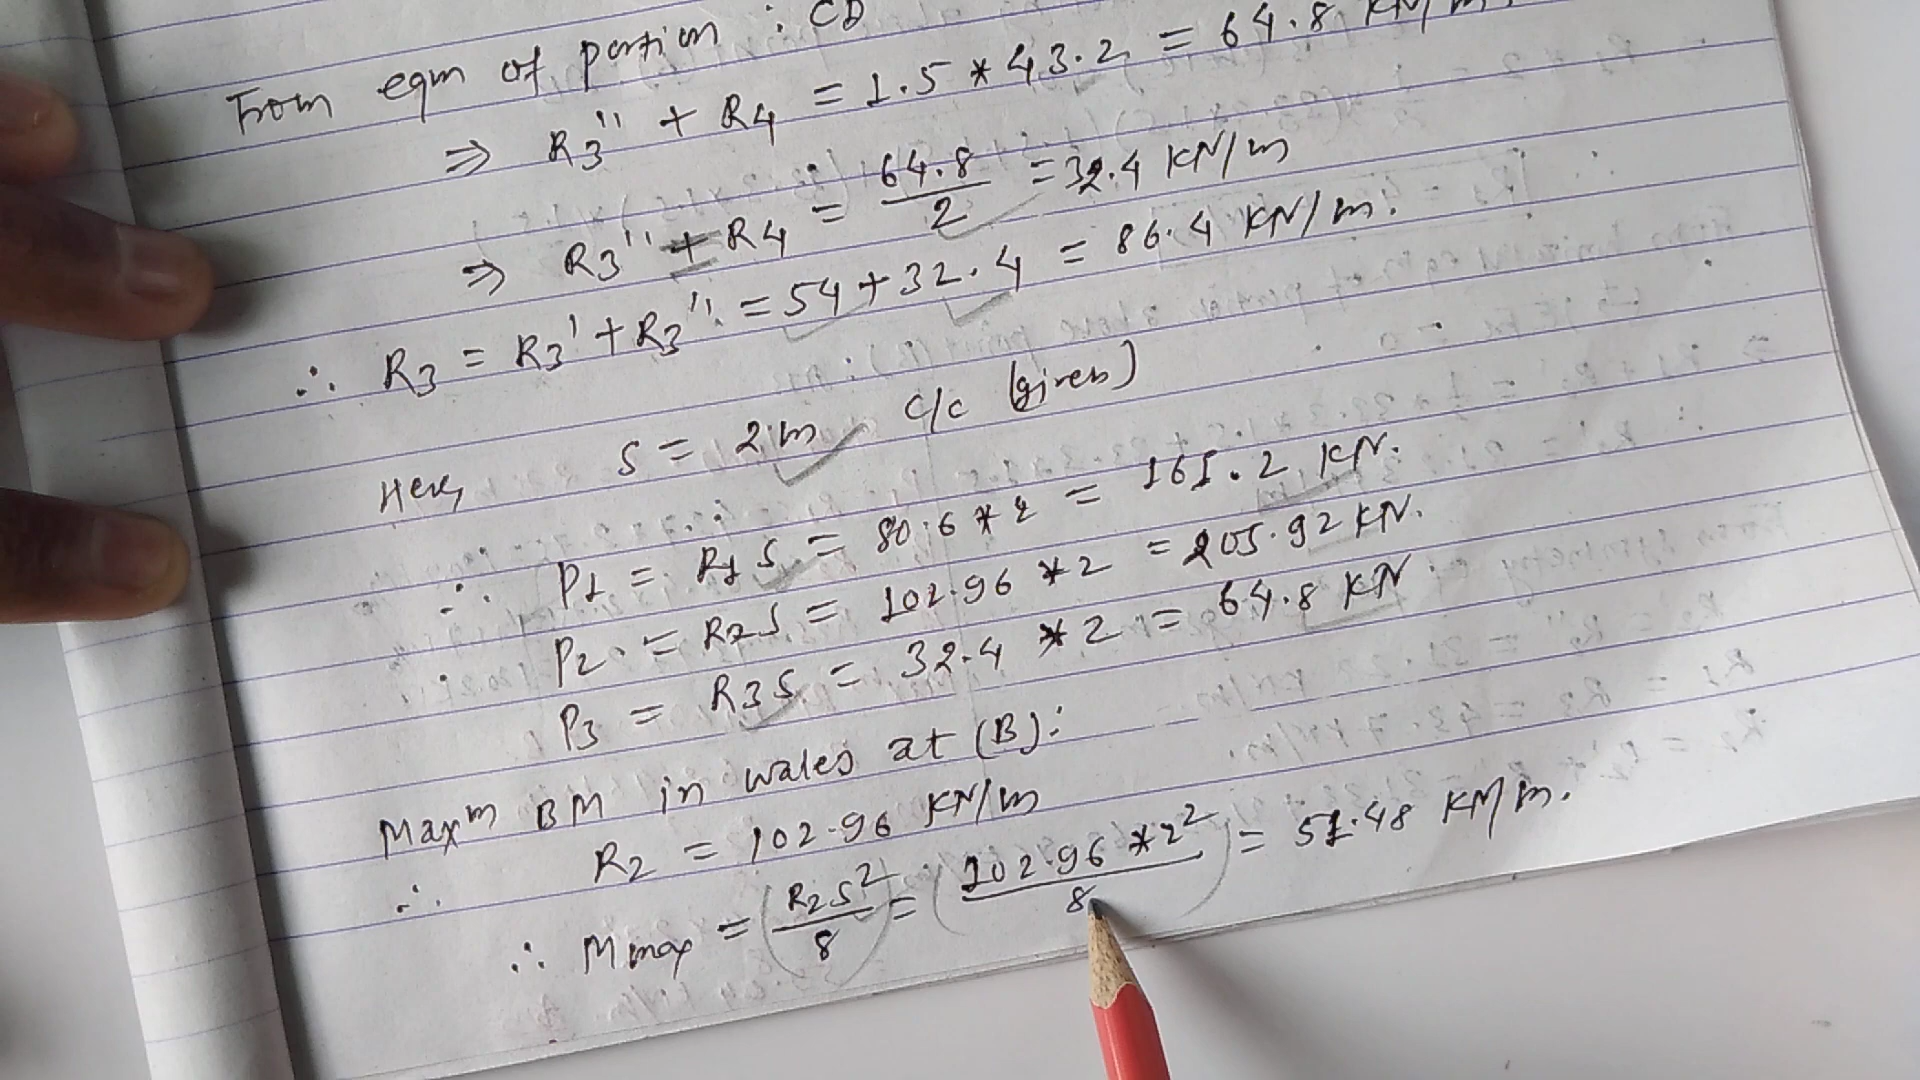 From eqm of portion : CD
⇒ R3'' + R4 = 1.5 * 43.2 = 64.8 KN/m.
⇒ R3'' + R4 = 64.8/2 = 32.4 KN/m
∴ R3 = R3' + R3'' = 54 + 32.4 = 86.4 KN/m.
Here, S = 2m c/c (given)
∴ P1 = R1 S = 80.6 * 2 = 161.2 KN.
P2 = R2 S = 102.96 * 2 = 205.92 KN.
P3 = R3 S = 32.4 * 2 = 64.8 KN
Maxm BM in wales at (B):
∴ R2 = 102.96 KN/m
∴ Mmax = (R2 S²/8) = (102.96 * 2²/8) = 51.48 KN/m.